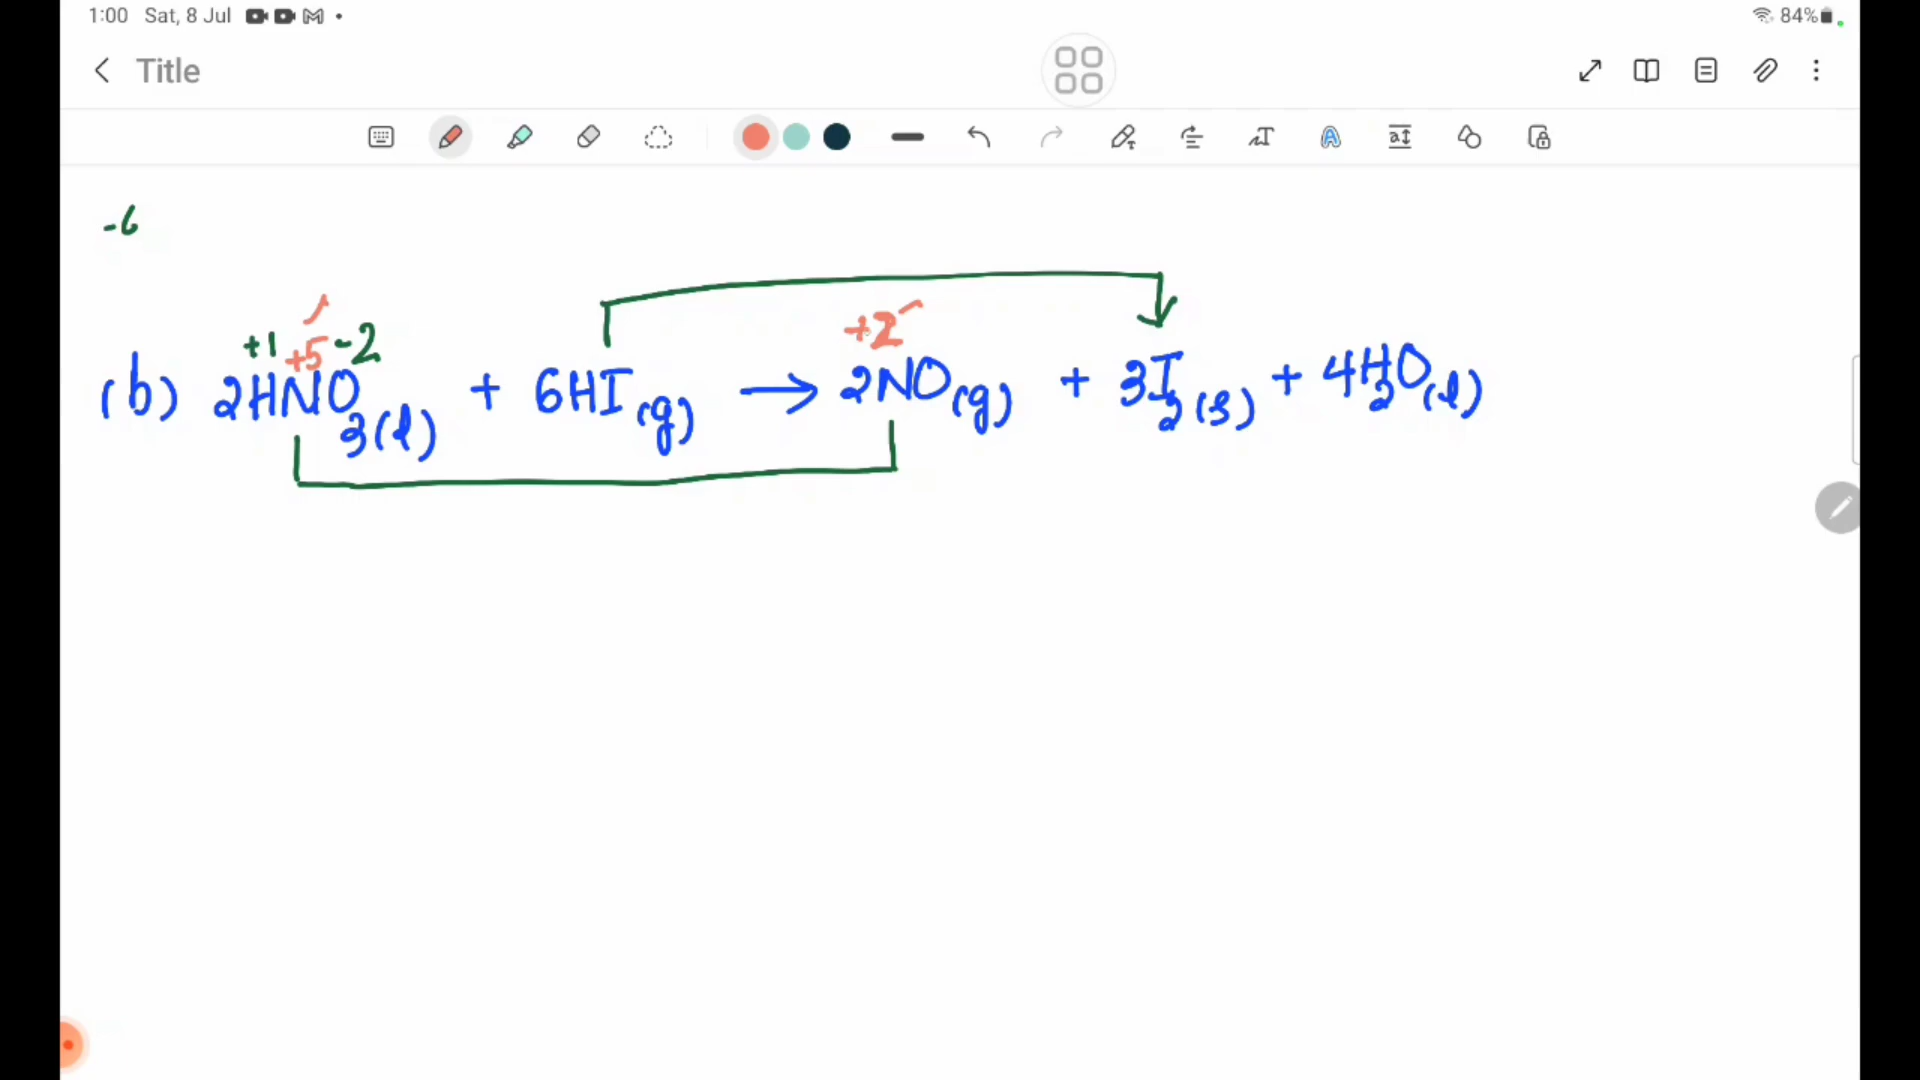 1:00 Sat, 8 Jul
84%
Title
-6
+1 +5 -2 +2
(b) 2HNO3(l) + 6HI(g) → 2NO(g) + 3I2(s) + 4H2O(l)